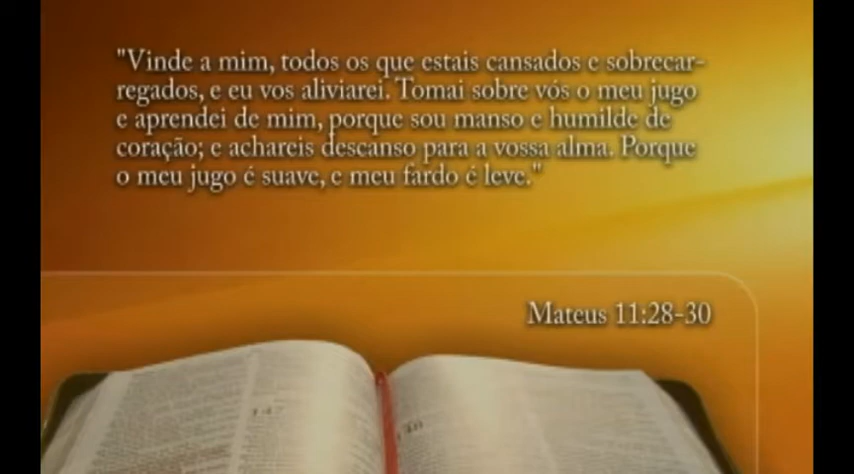 "Vinde a mim, todos os que estais cansados e sobrecar-
regados, e eu vos aliviarei. Tomai sobre vós o meu jugo
e aprendei de mim, porque sou manso e humilde de
coração; e achareis descanso para a vossa alma. Porque
o meu jugo é suave, e meu fardo é leve."
Mateus 11:28-30